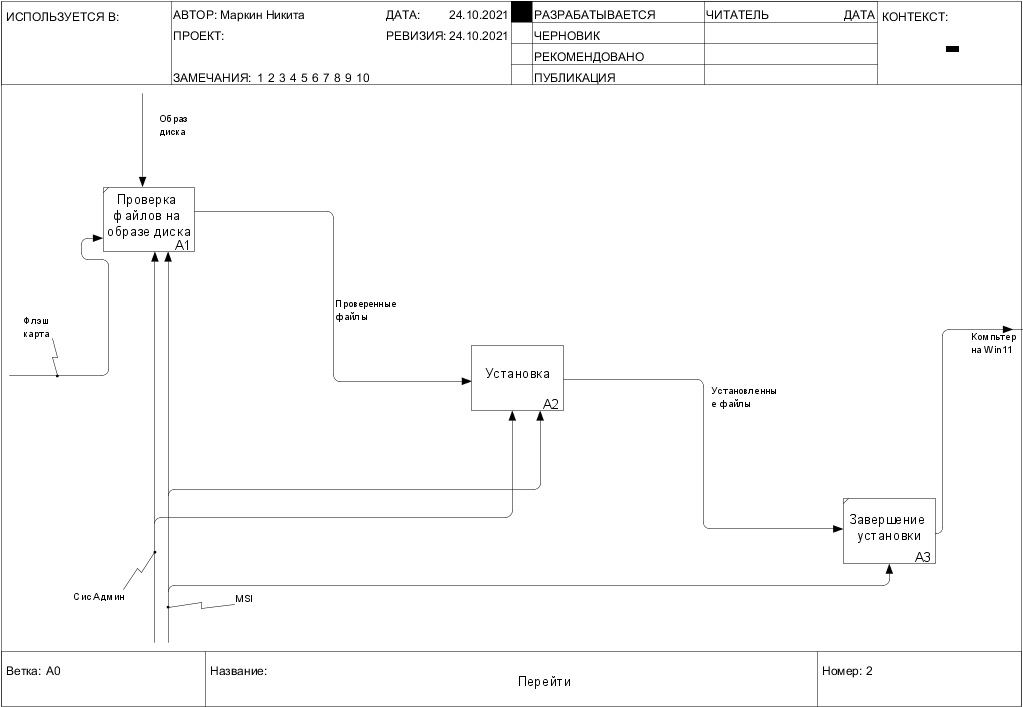 ИСПОЛЬЗУЕТСЯ В:
АВТОР: Маркин Никита
ДАТА: 24.10.2021
ПРОЕКТ:
РЕВИЗИЯ: 24.10.2021
ЗАМЕЧАНИЯ: 1 2 3 4 5 6 7 8 9 10
РАЗРАБАТЫВАЕТСЯ
ЧЕРНОВИК
РЕКОМЕНДОВАНО
ПУБЛИКАЦИЯ
ЧИТАТЕЛЬ
ДАТА
КОНТЕКСТ:
Образ
диска
Проверка
файлов на
образе диска
A1
Флэш
карта
Проверенные
файлы
Компьтер
на Win11
Установка
A2
Установленны
е файлы
Завершение
установки
A3
СисАдмин
MSI
Ветка: A0
Название:
Перейти
Номер: 2